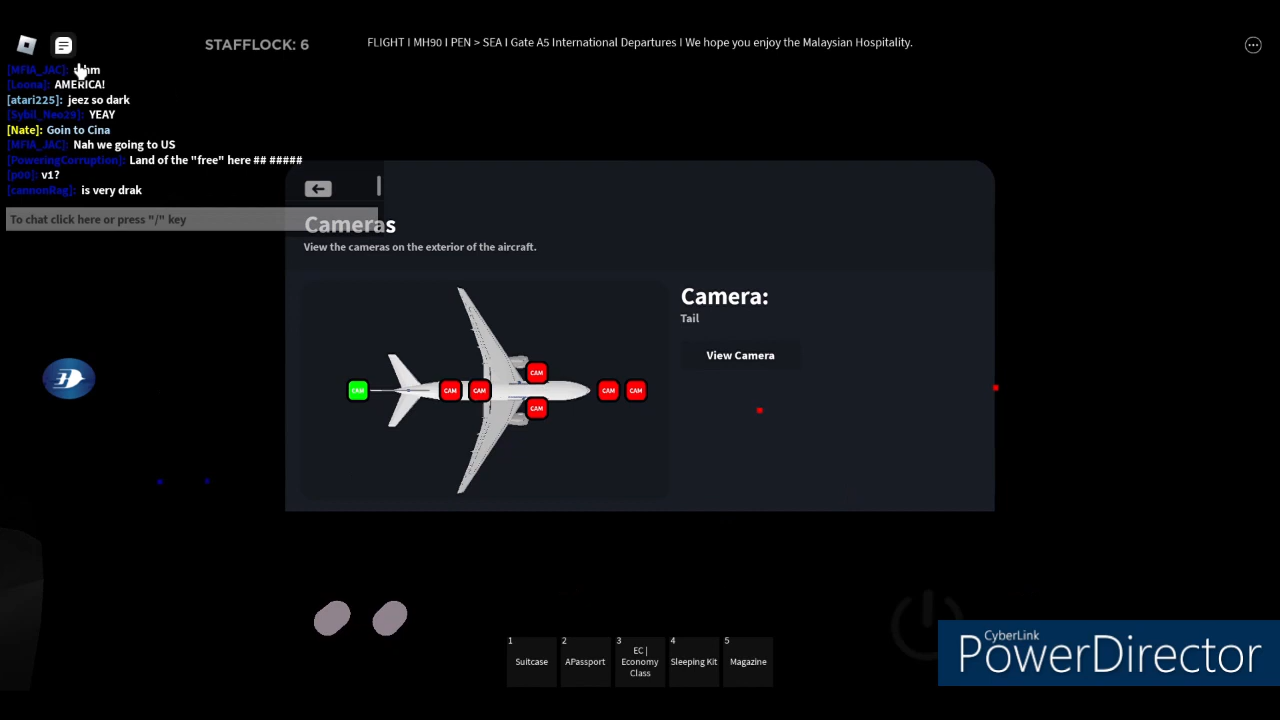 STAFFLOCK: 6
FLIGHT I MH90 I PEN > SEA I Gate A5 International Departures I We hope you enjoy the Malaysian Hospitality.
[MFIA_JAC]:
[Loona]: AMERICA!
[atari225]: jeez so dark
[Sybil_Neo29]: YEAY
[Nate]: Goin to Cina
[MFIA_JAC]: Nah we going to US
[PoweringCorruption]: Land of the "free" here ## #####
[p00]: v1?
[cannonRag]: is very drak
To chat click here or press "/" key
Cameras
View the cameras on the exterior of the aircraft.
Camera:
Tail
View Camera
CAM
CAM
CAM
CAM
CAM
CAM
CAM
CAM
1
Suitcase
2
APassport
3
EC |
Economy
Class
4
Sleeping Kit
5
Magazine
CyberLink
PowerDirector